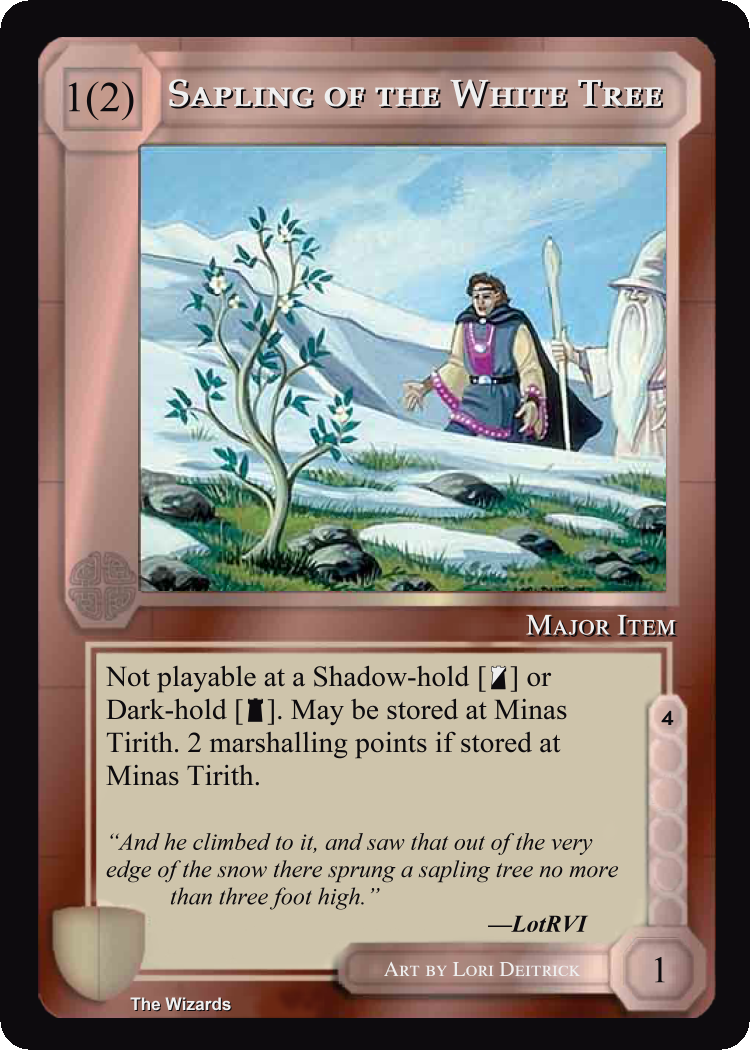 1(2)
Sapling of the White Tree
Major Item
Not playable at a Shadow-hold [] or
Dark-hold []. May be stored at Minas
Tirith. 2 marshalling points if stored at
Minas Tirith.
4
“And he climbed to it, and saw that out of the very
edge of the snow there sprung a sapling tree no more
than three foot high.”
—LotRVI
Art by Lori Deitrick
1
The Wizards